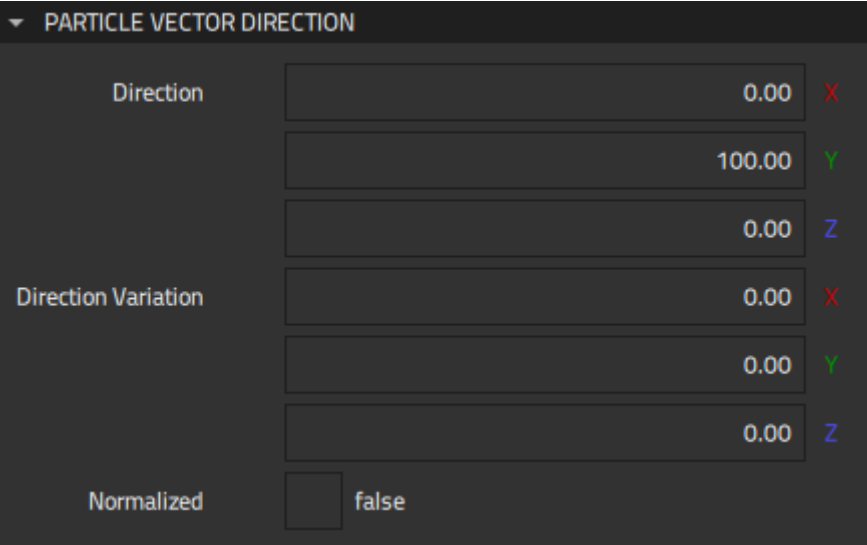 PARTICLE VECTOR DIRECTION
Direction 0.00 X
100.00 Y
0.00 Z
Direction Variation 0.00 X
0.00 Y
0.00 Z
Normalized false